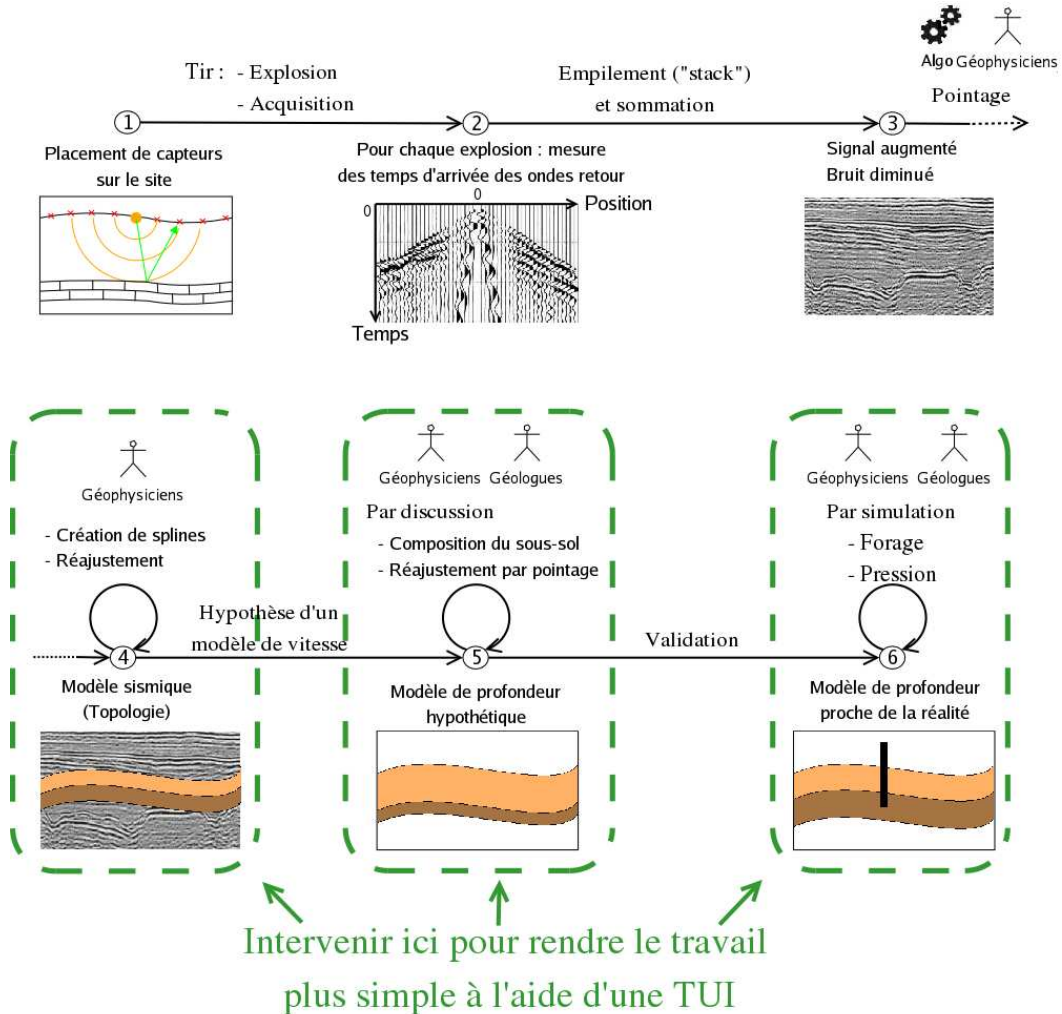 Algo Géophysiciens
Tir : - Explosion
- Acquisition
Empilement ("stack")
et sommation
Pointage
1
2
3
Placement de capteurs
sur le site
Pour chaque explosion : mesure
des temps d'arrivée des ondes retour
Signal augmenté
Bruit diminué
0
0
Position
Temps
Géophysiciens
- Création de splines
- Réajustement
Géophysiciens Géologues
Par discussion
- Composition du sous-sol
- Réajustement par pointage
Géophysiciens Géologues
Par simulation
- Forage
- Pression
Hypothèse d'un
modèle de vitesse
Validation
4
5
6
Modèle sismique
(Topologie)
Modèle de profondeur
hypothétique
Modèle de profondeur
proche de la réalité
Intervenir ici pour rendre le travail
plus simple à l'aide d'une TUI